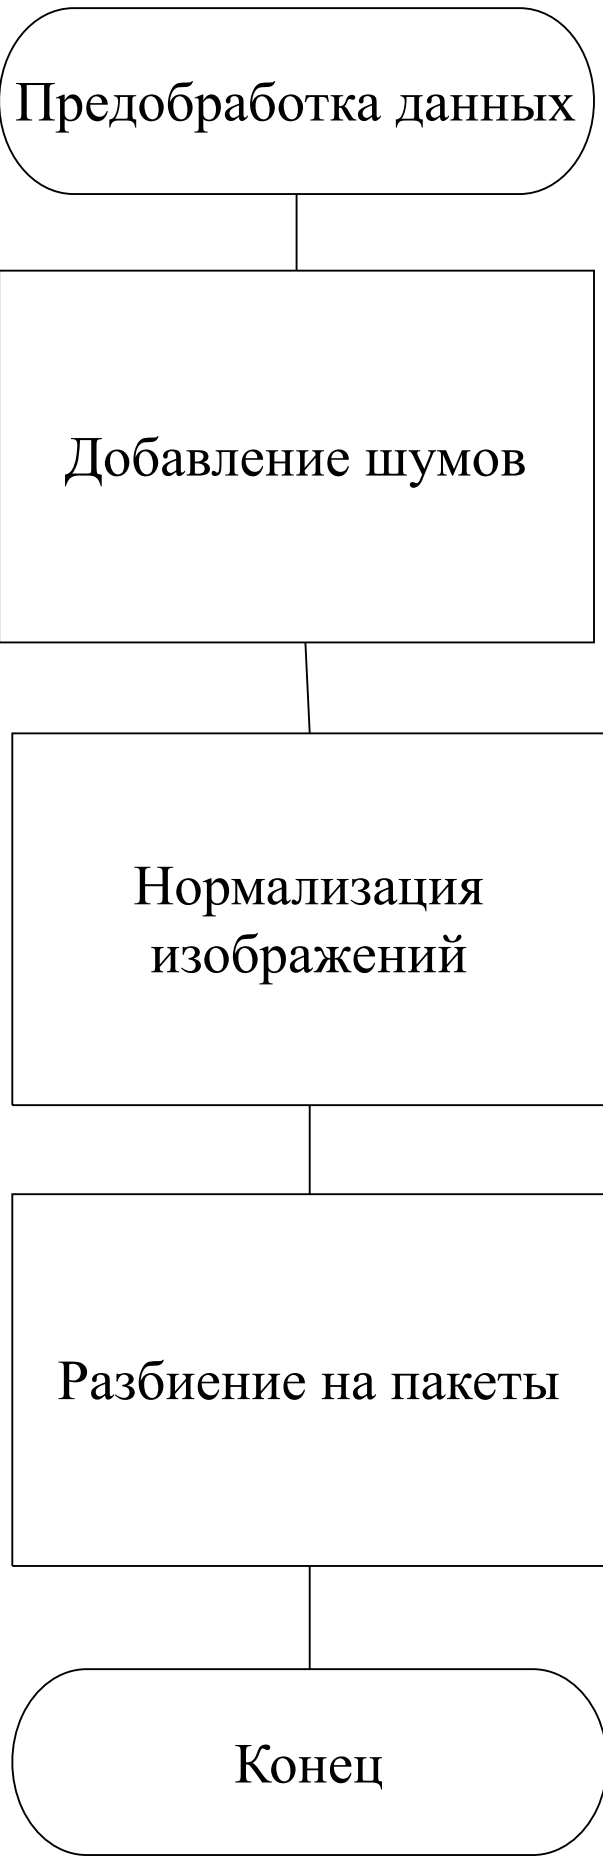 Предобработка данных
Добавление шумов
Нормализация
изображений
Разбиение на пакеты
Конец